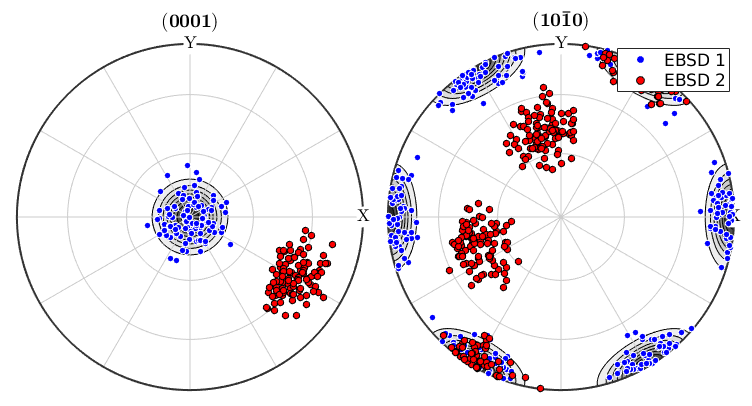 (0001)
Y
X
(101̄0)
Y
X
EBSD 1
EBSD 2